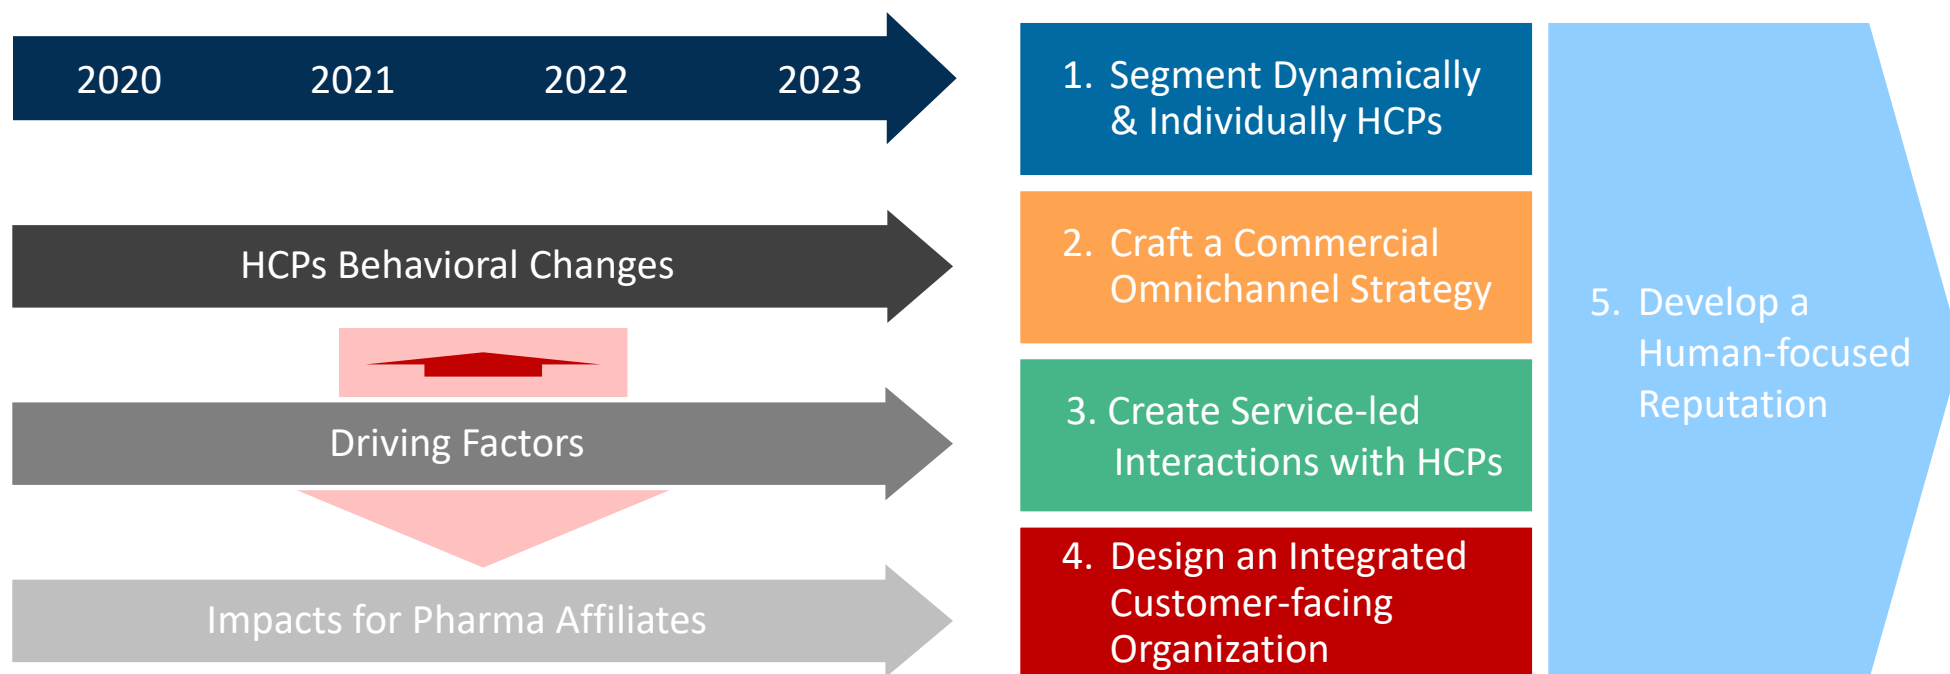 2020 2021 2022 2023
HCPs Behavioral Changes
Driving Factors
Impacts for Pharma Affiliates
1. Segment Dynamically
& Individually HCPs
2. Craft a Commercial
Omnichannel Strategy
3. Create Service-led
Interactions with HCPs
4. Design an Integrated
Customer-facing
Organization
5. Develop a
Human-focused
Reputation